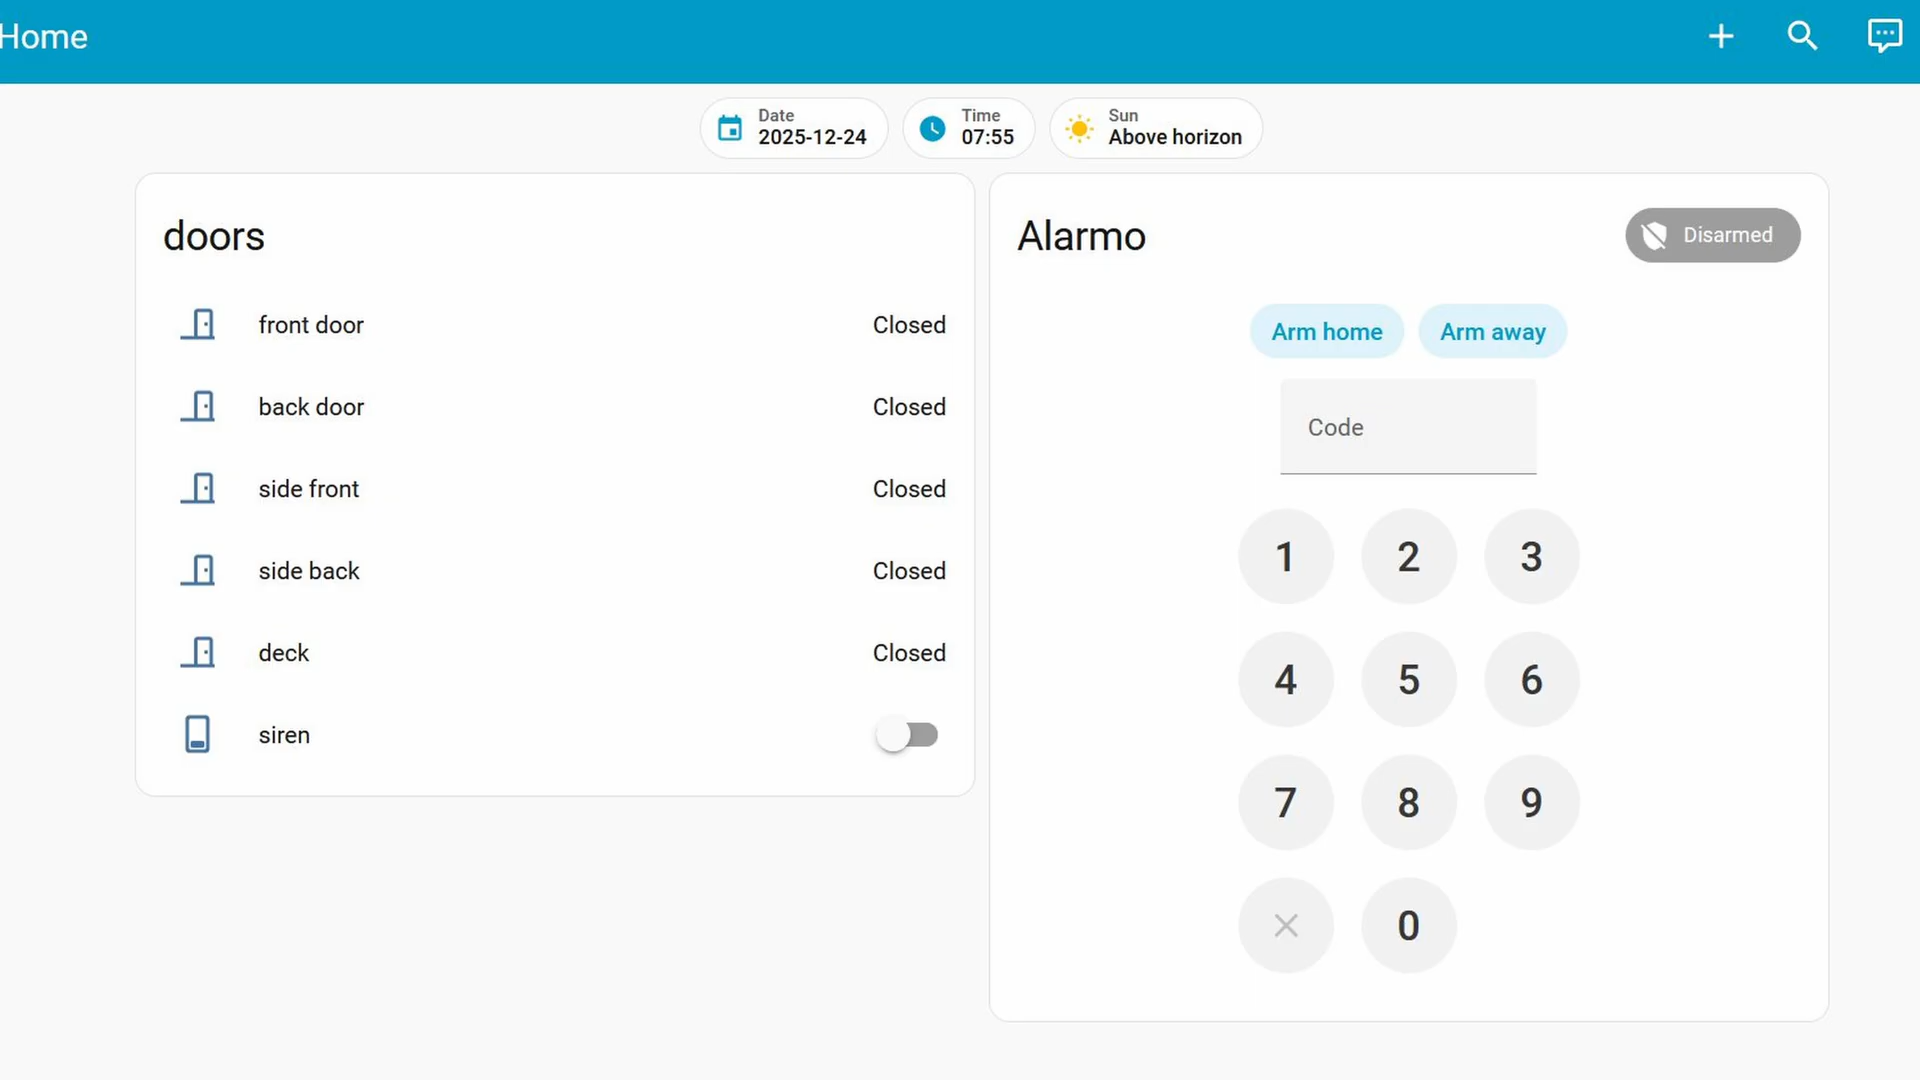 Home
Date
2025-12-24
Time
07:55
Sun
Above horizon
doors
front door Closed
back door Closed
side front Closed
side back Closed
deck Closed
siren
Alarmo
Disarmed
Arm home Arm away
Code
1 2 3
4 5 6
7 8 9
0